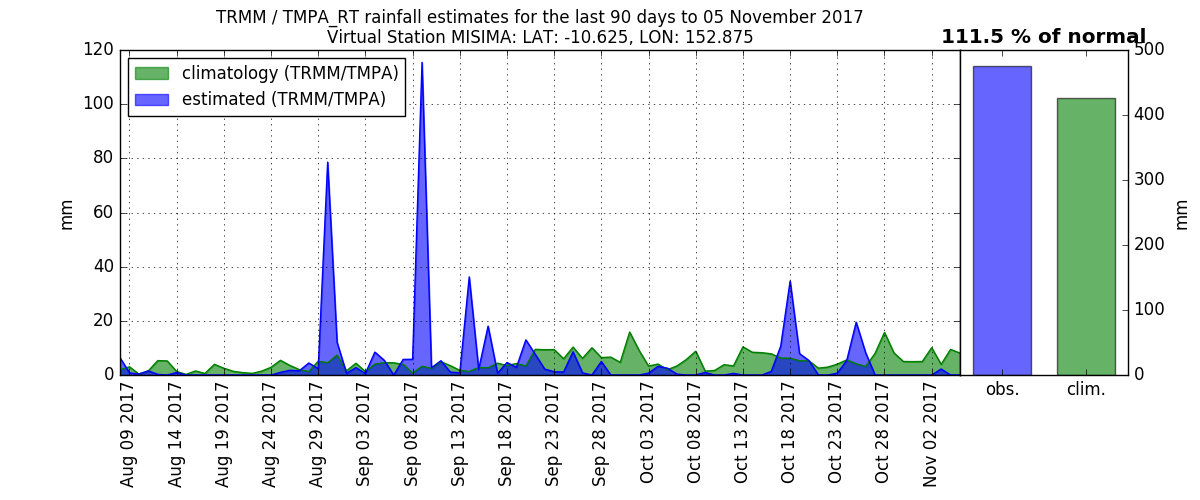 TRMM / TMPA_RT rainfall estimates for the last 90 days to 05 November 2017
Virtual Station MISIMA: LAT: -10.625, LON: 152.875
111.5 % of normal
climatology (TRMM/TMPA)
estimated (TRMM/TMPA)
120
100
80
60
40
20
0
mm
Aug 09 2017
Aug 14 2017
Aug 19 2017
Aug 24 2017
Aug 29 2017
Sep 03 2017
Sep 08 2017
Sep 13 2017
Sep 18 2017
Sep 23 2017
Sep 28 2017
Oct 03 2017
Oct 08 2017
Oct 13 2017
Oct 18 2017
Oct 23 2017
Oct 28 2017
Nov 02 2017
500
400
300
200
100
0
mm
obs.
clim.